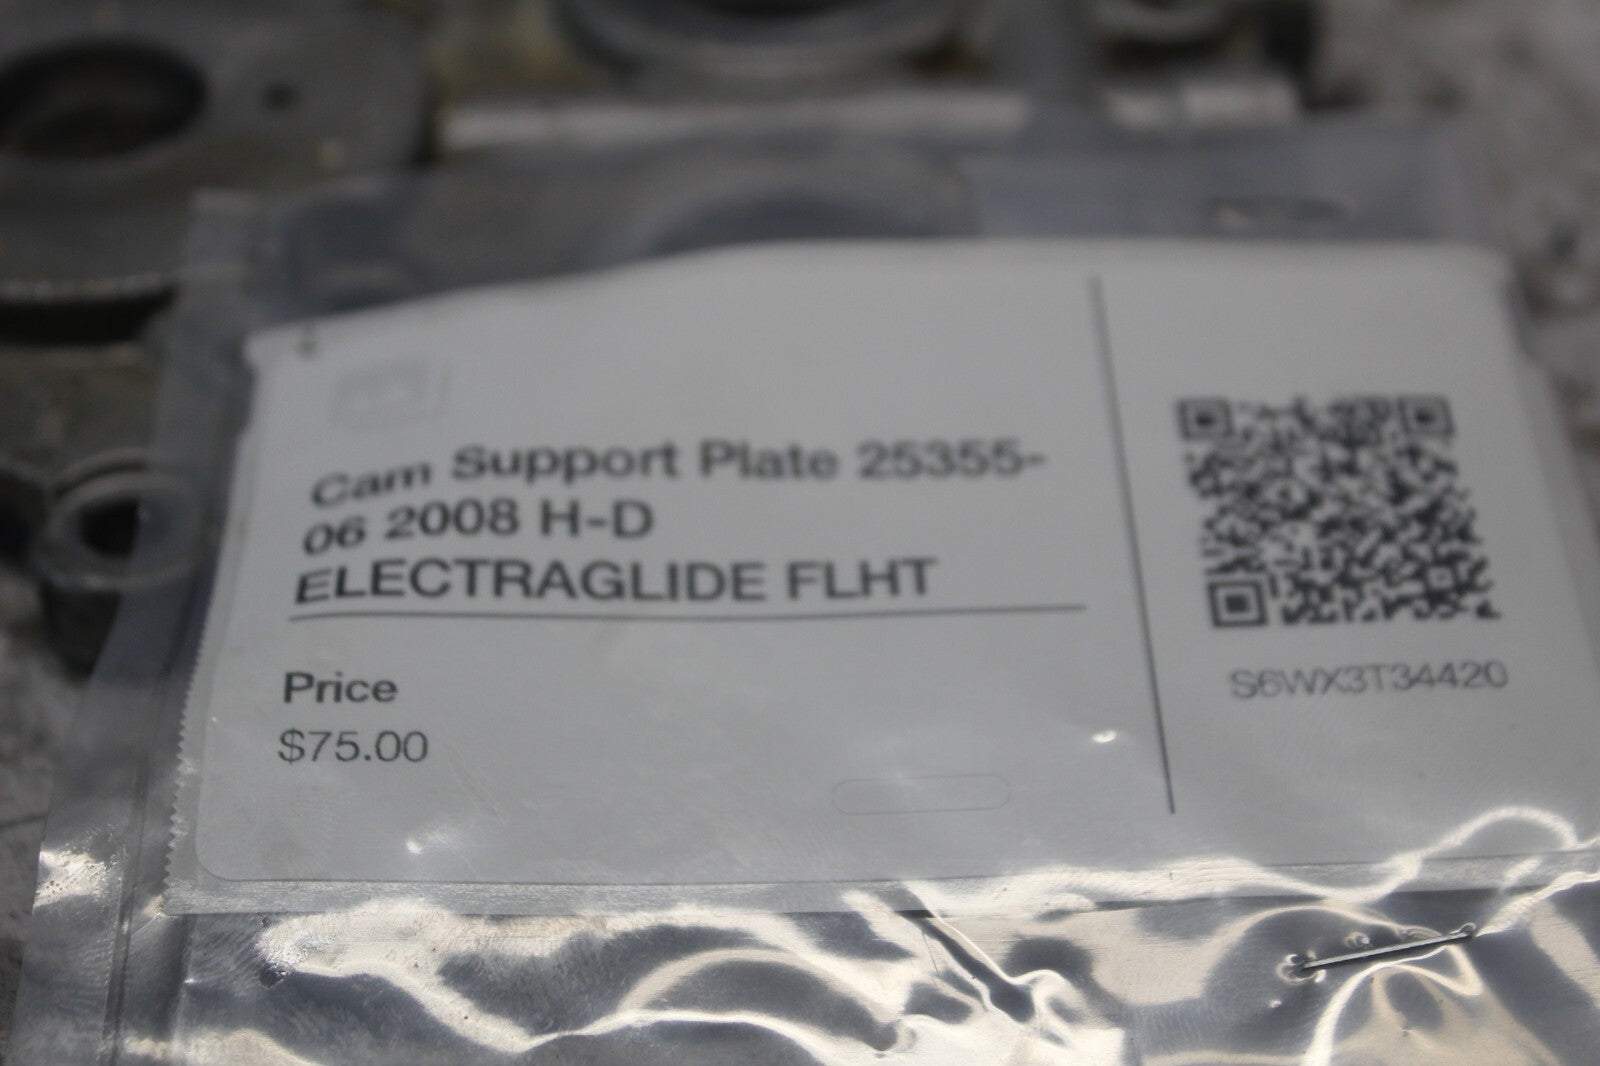 Cam Support Plate 25355-
06 2008 H-D
ELECTRAGLIDE FLHT
Price
$75.00
S6WX3T34420